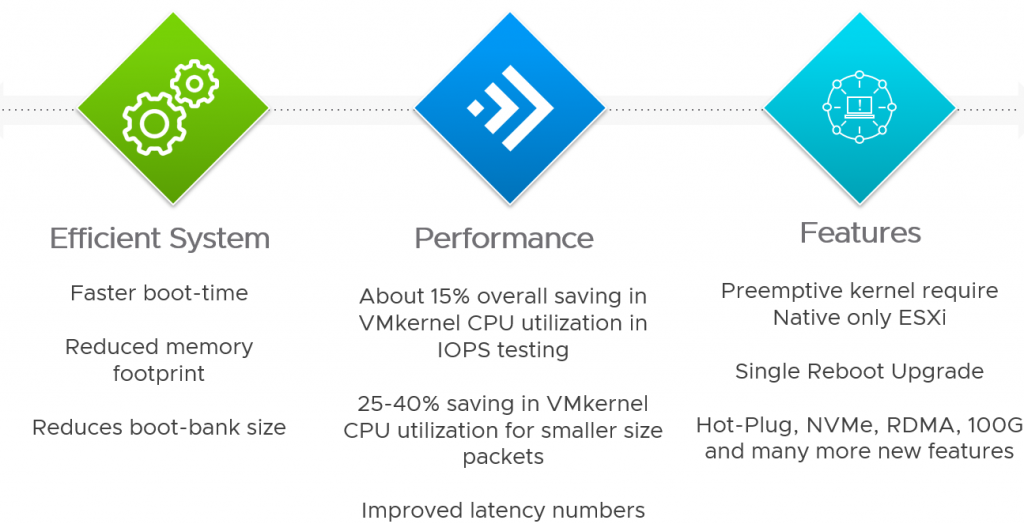 Efficient System
Faster boot-time
Reduced memory
footprint
Reduces boot-bank size
Performance
About 15% overall saving in
VMkernel CPU utilization in
IOPS testing
25-40% saving in VMkernel
CPU utilization for smaller size
packets
Improved latency numbers
Features
Preemptive kernel require
Native only ESXi
Single Reboot Upgrade
Hot-Plug, NVMe, RDMA, 100G
and many more new features